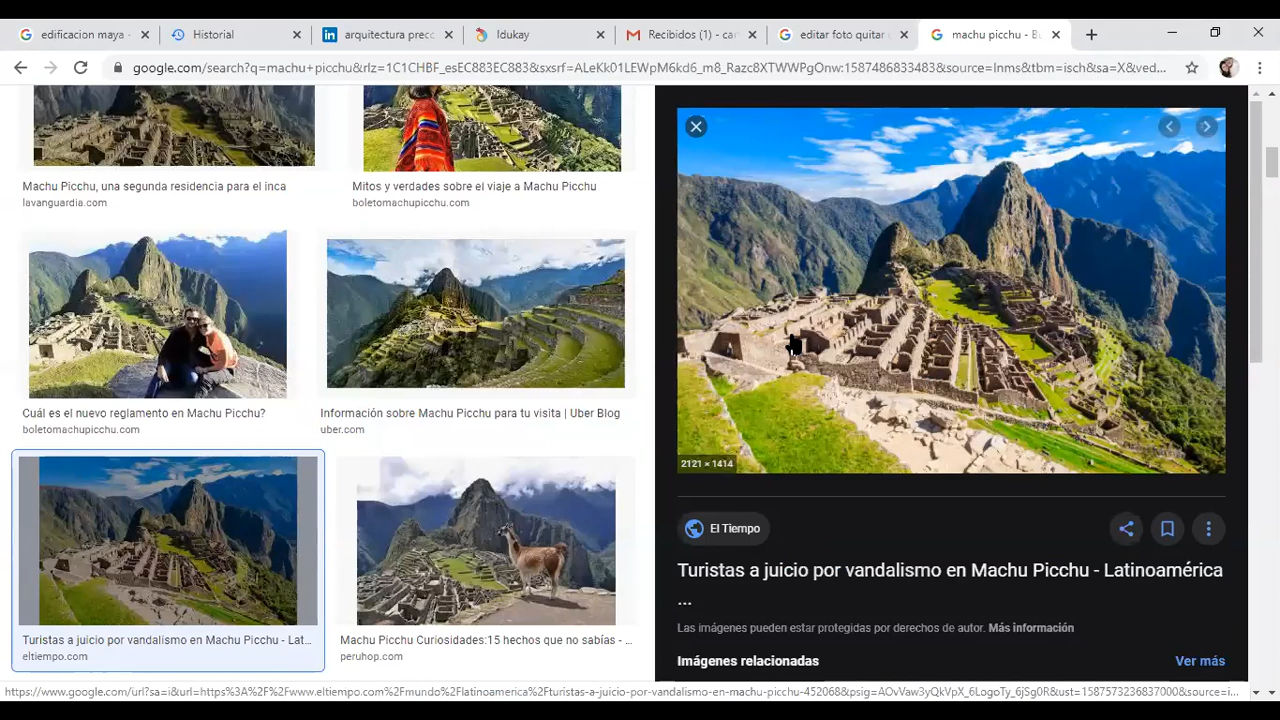 edificacion maya -
Historial
arquitectura precc
Idukay
Recibidos (1) - can
editar foto quitar c
machu picchu - Bu
google.com/search?q=machu+picchu&rlz=1C1CHBF_esEC883EC883&sxsrf=ALeKk01LEWpM6kd6_m8_Razc8XTWWPgOnw:1587486833483&source=lnms&tbm=isch&sa=X&ved...
Machu Picchu, una segunda residencia para el inca
lavanguardia.com
Mitos y verdades sobre el viaje a Machu Picchu
boletomachupicchu.com
Cuál es el nuevo reglamento en Machu Picchu?
boletomachupicchu.com
Información sobre Machu Picchu para tu visita | Uber Blog
uber.com
Turistas a juicio por vandalismo en Machu Picchu - Lat...
eltiempo.com
Machu Picchu Curiosidades:15 hechos que no sabías - ...
peruhop.com
2121 × 1414
El Tiempo
Turistas a juicio por vandalismo en Machu Picchu - Latinoamérica
...
Las imágenes pueden estar protegidas por derechos de autor. Más información
Imágenes relacionadas
Ver más
https://www.google.com/url?sa=i&url=https%3A%2F%2Fwww.eltiempo.com%2Fmundo%2Flatinoamerica%2Fturistas-a-juicio-por-vandalismo-en-machu-picchu-452068&psig=AOvVaw3yQkVpX_6LogoTy_6jSg0R&ust=1587573236837000&source=i...